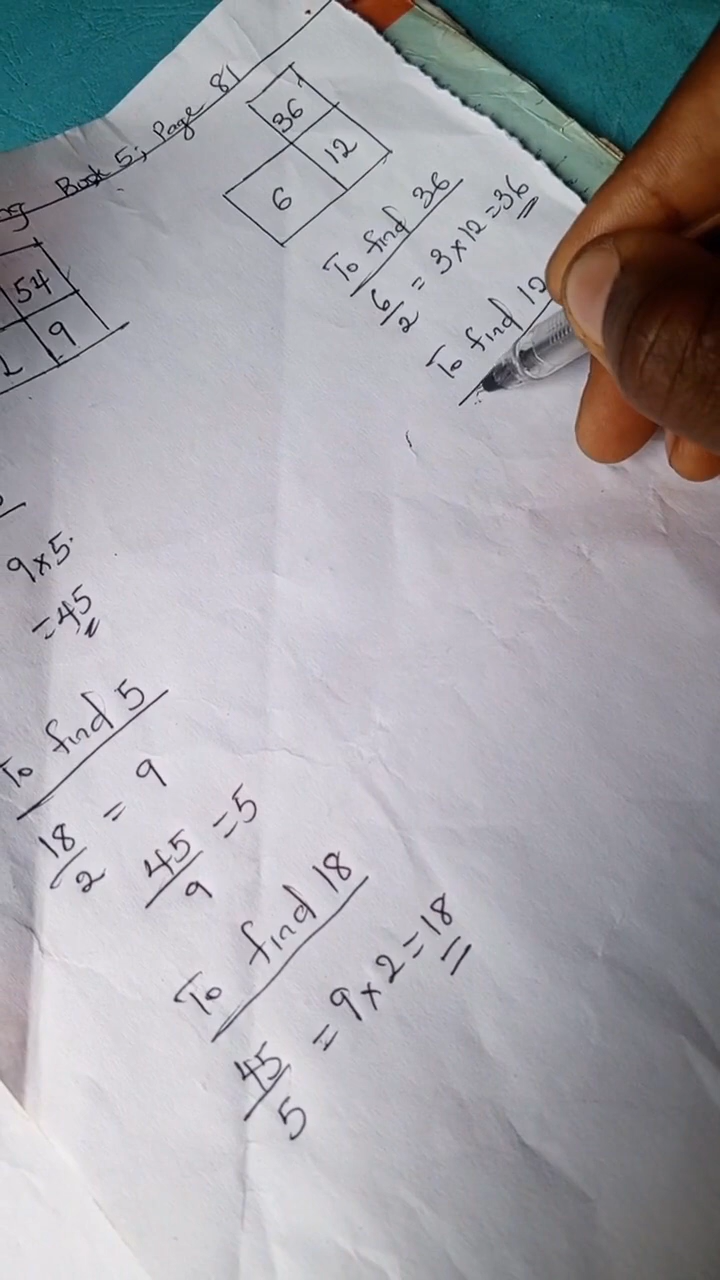 Book 5; Page 81
36
12
6
54
9
To find 36
6/2 = 3 x 12 = 36
To find 12
9 x 5.
= 45
To find 5
18/2 = 9
45/9 = 5
To find 18
45/5 = 9 x 2 = 18